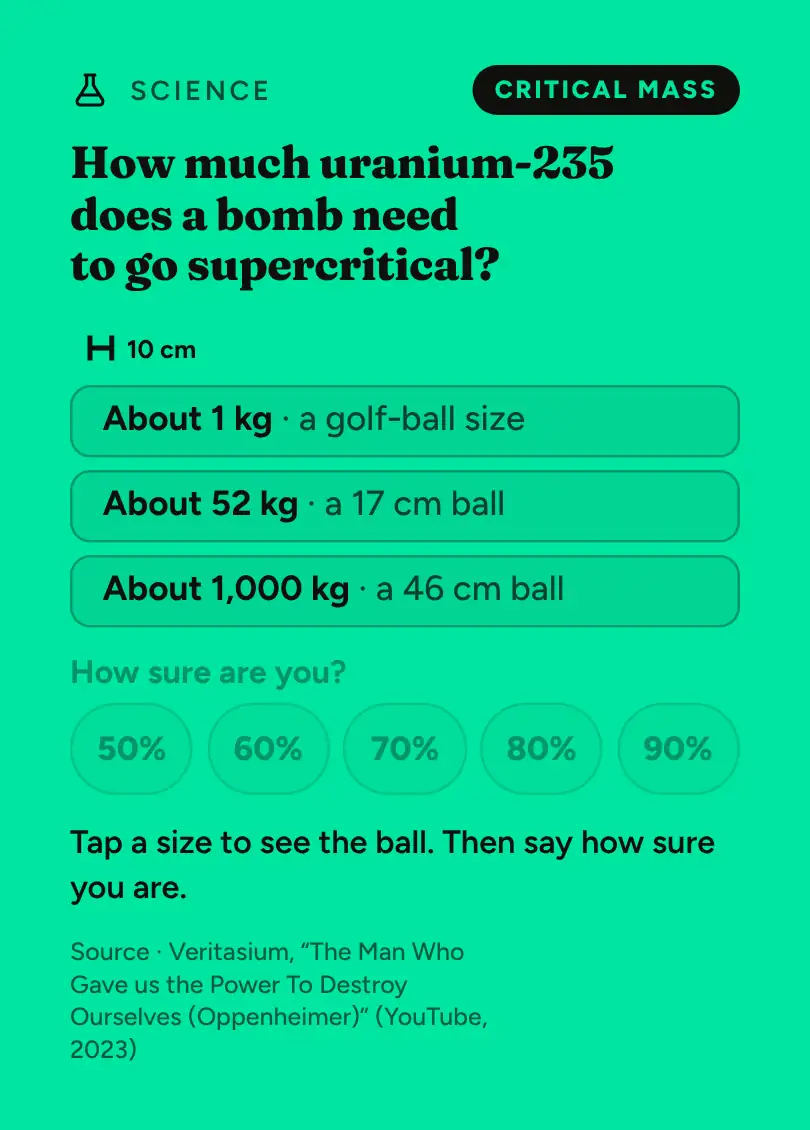 SCIENCE
CRITICAL MASS
How much uranium-235
does a bomb need
to go supercritical?
10 cm
About 1 kg · a golf-ball size
About 52 kg · a 17 cm ball
About 1,000 kg · a 46 cm ball
How sure are you?
50% 60% 70% 80% 90%
Tap a size to see the ball. Then say how sure
you are.
Source · Veritasium, “The Man Who
Gave us the Power To Destroy
Ourselves (Oppenheimer)” (YouTube,
2023)